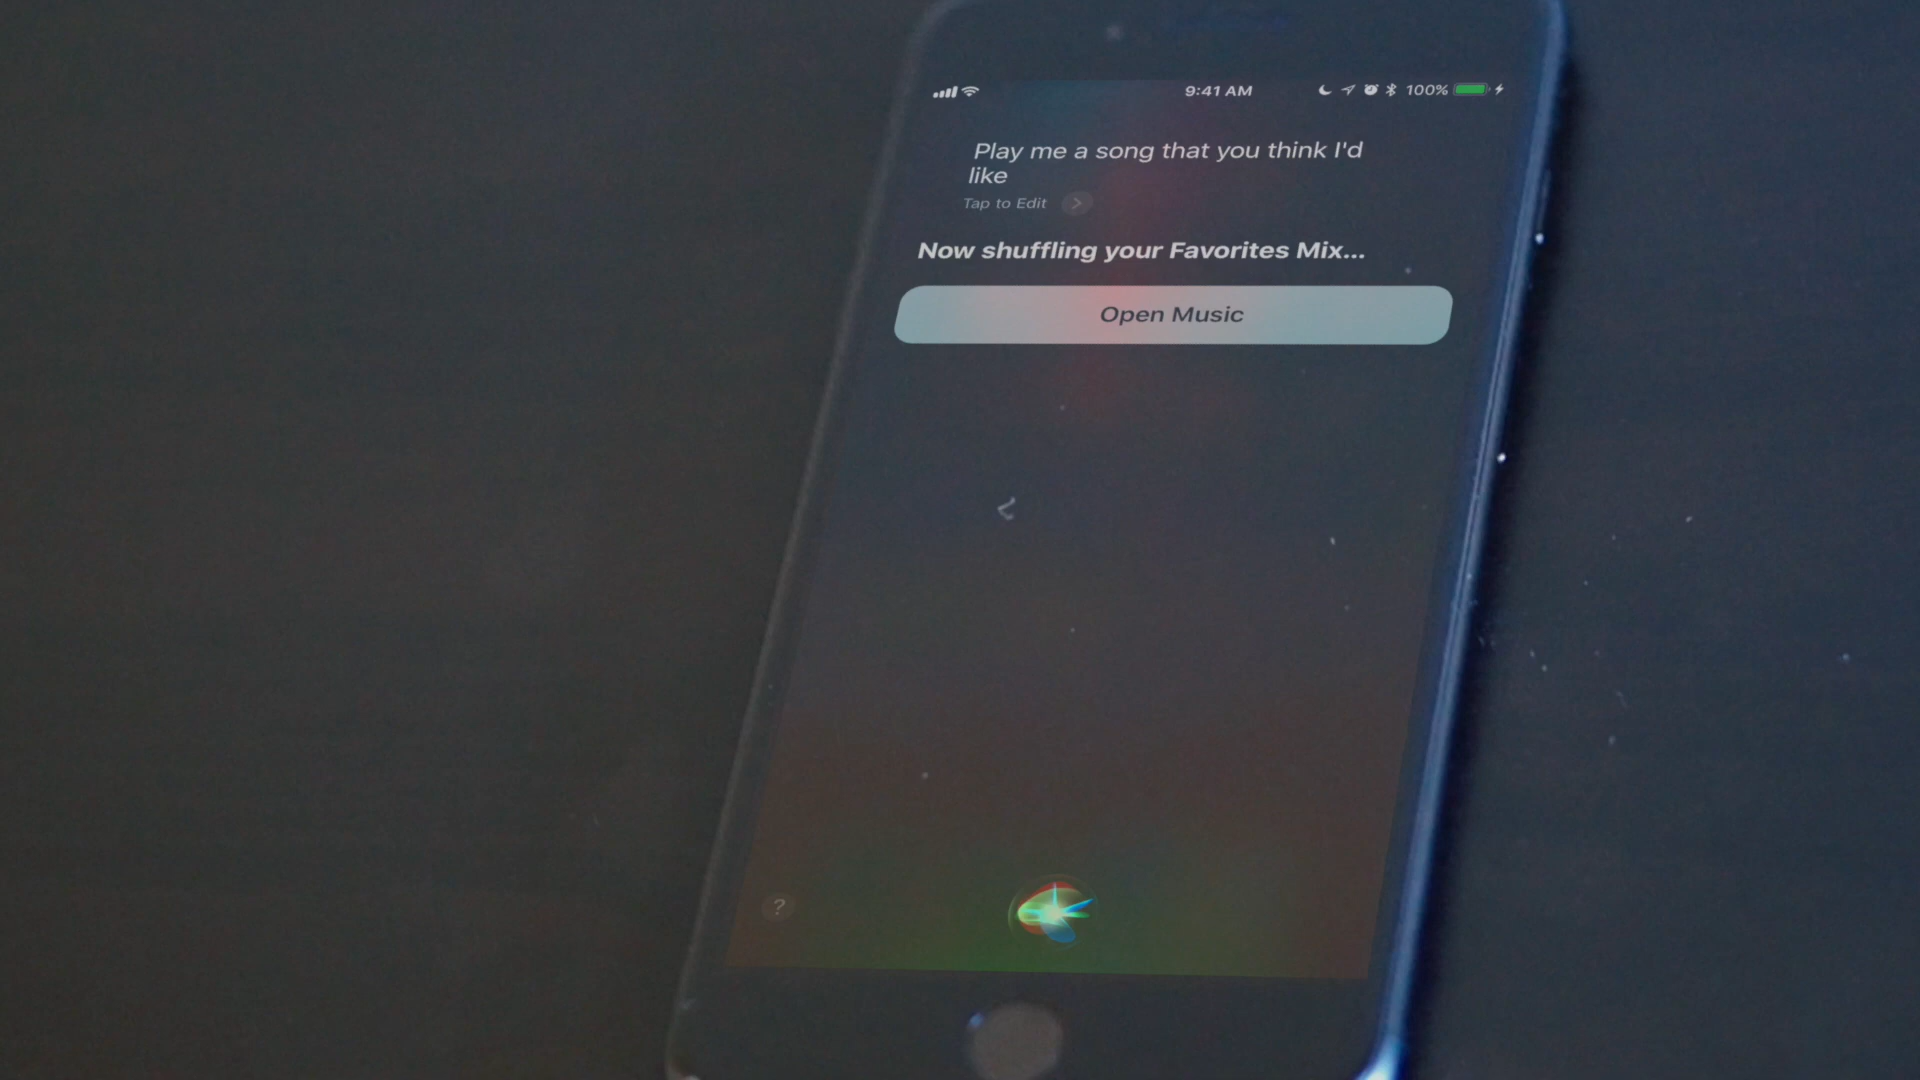 9:41 AM 100%
Play me a song that you think I'd
like
Tap to Edit
Now shuffling your Favorites Mix...
Open Music
?